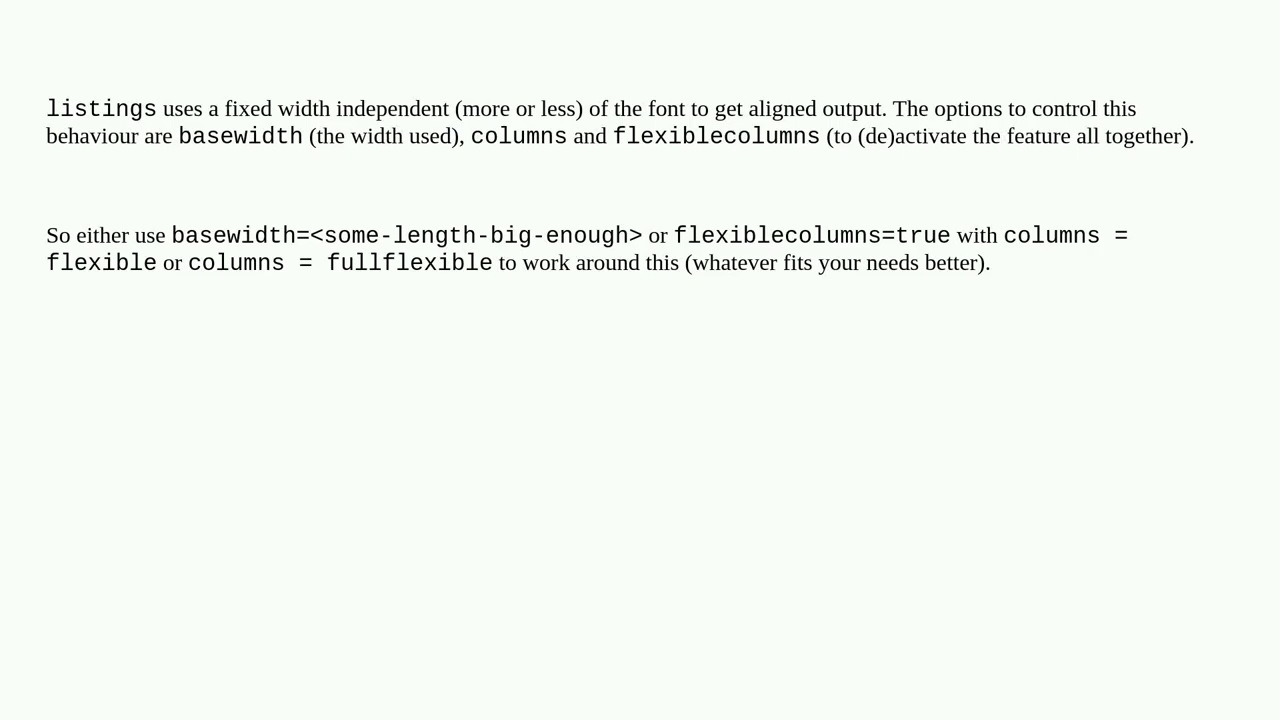 listings uses a fixed width independent (more or less) of the font to get aligned output. The options to control this
behaviour are basewidth (the width used), columns and flexiblecolumns (to (de)activate the feature all together).
So either use basewidth=<some-length-big-enough> or flexiblecolumns=true with columns =
flexible or columns = fullflexible to work around this (whatever fits your needs better).